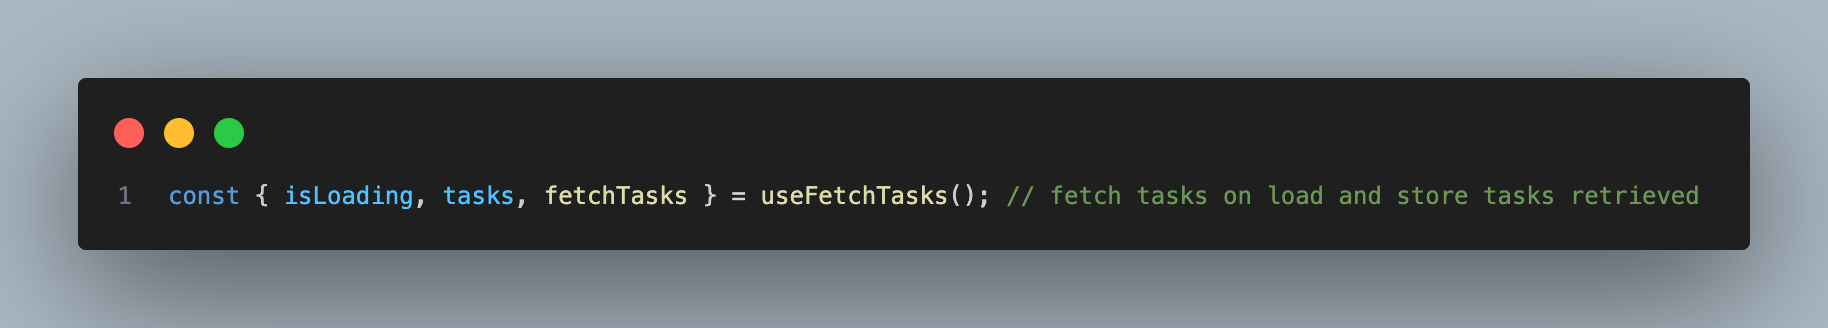 1 const { isLoading, tasks, fetchTasks } = useFetchTasks(); // fetch tasks on load and store tasks retrieved